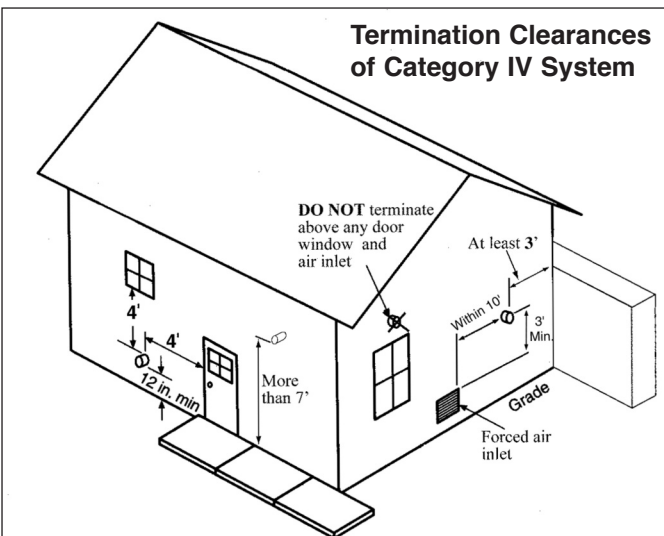 Termination Clearances
of Category IV System
DO NOT terminate
above any door
window and
air inlet
At least 3'
Within 10'
3'
Min.
4'
4'
12 in. min
More
than 7'
Grade
Forced air
inlet